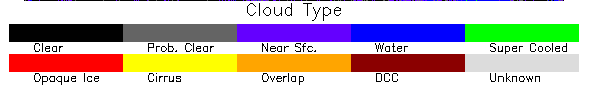 Cloud Type
Clear Prob. Clear Near Sfc. Water Super Cooled
Opaque Ice Cirrus Overlap DCC Unknown